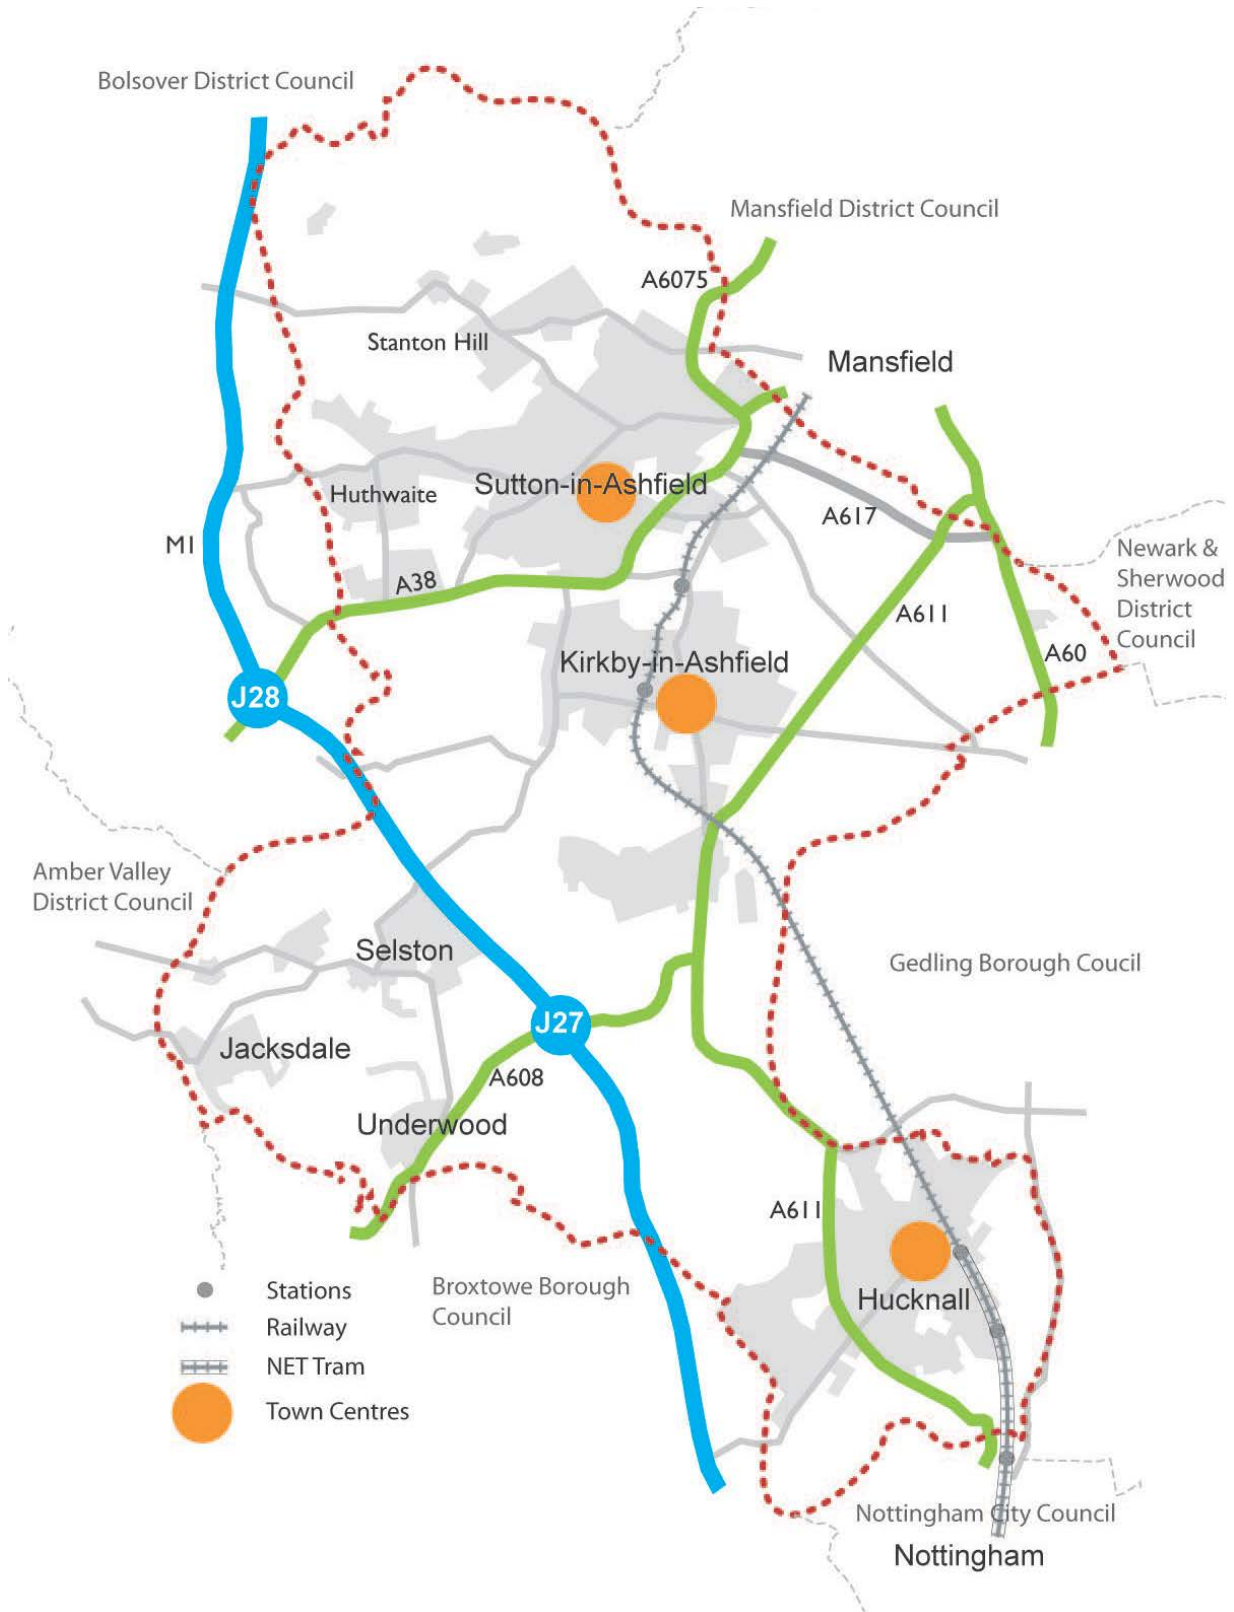 Bolsover District Council
Mansfield District Council
A6075
Stanton Hill
Mansfield
Sutton-in-Ashfield
Huthwaite
A617
M1
Newark &
Sherwood
District
Council
A38
A611
A60
Kirkby-in-Ashfield
J28
Amber Valley
District Council
Selston
Gedling Borough Coucil
J27
Jacksdale
A608
Underwood
A611
Stations
Broxtowe Borough
Council
Hucknall
Railway
NET Tram
Town Centres
Nottingham City Council
Nottingham